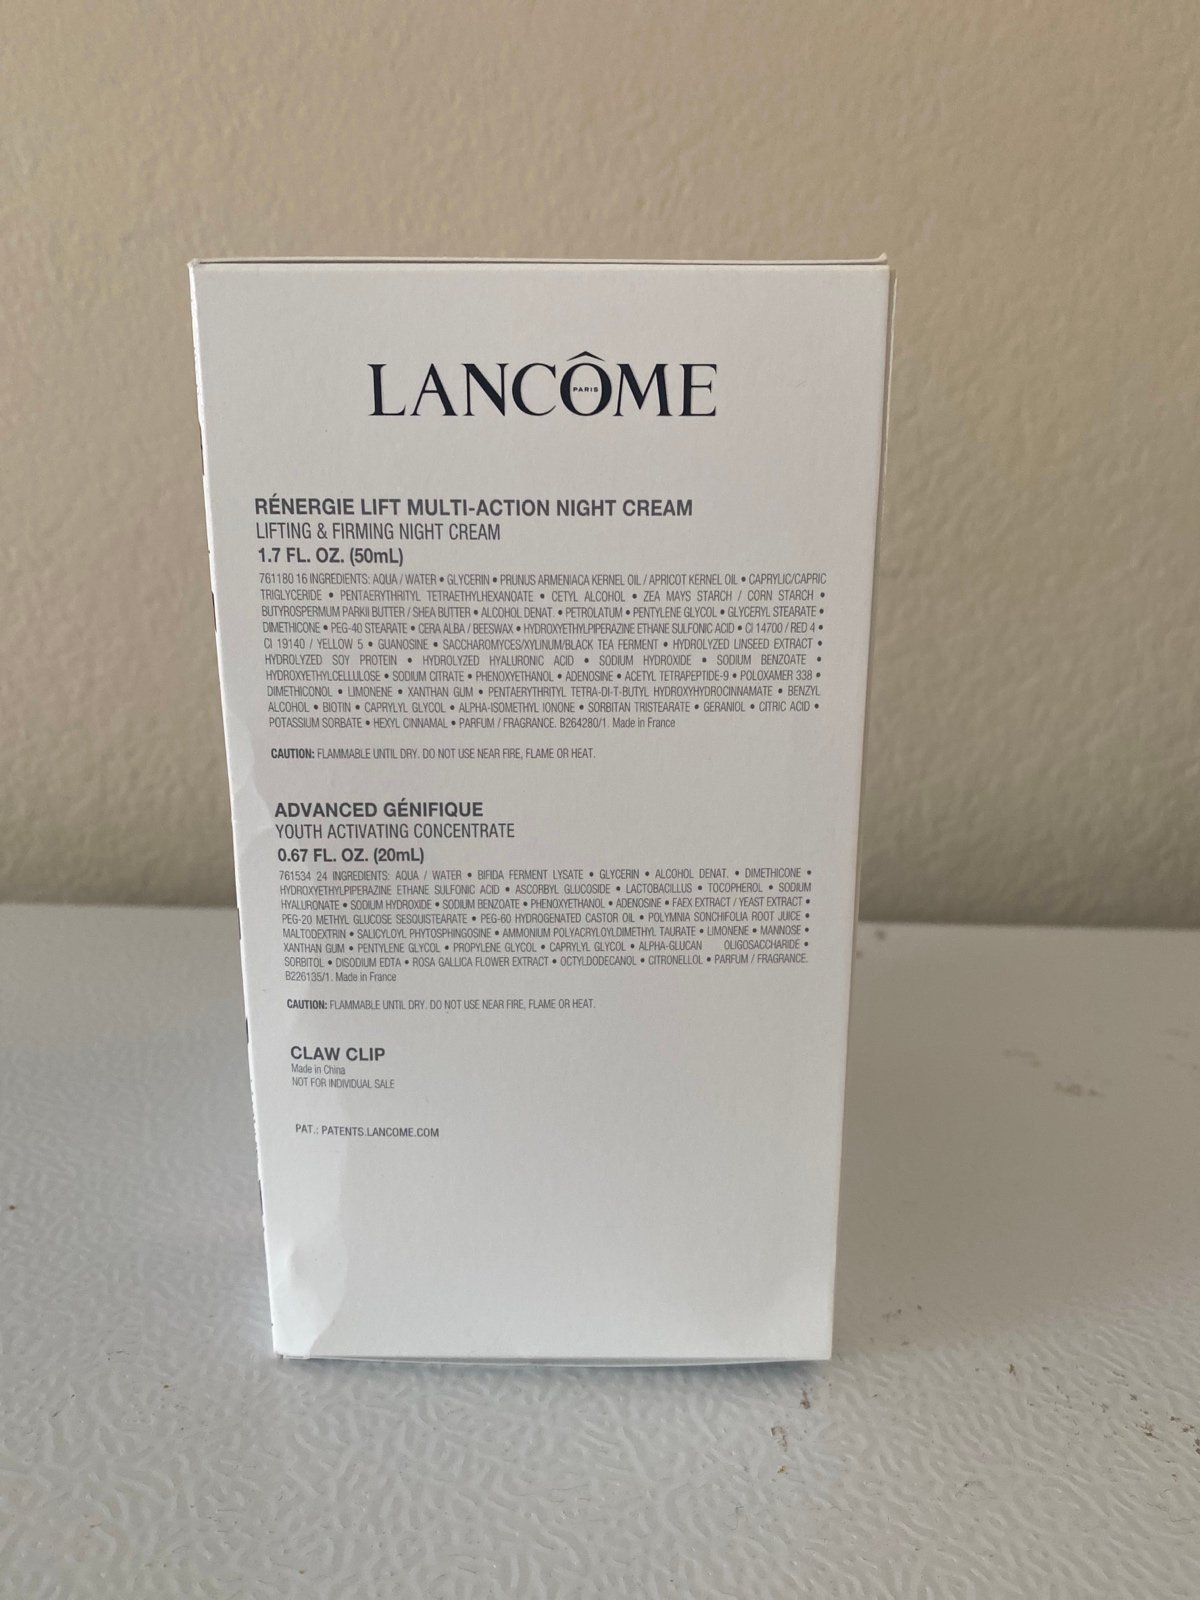 LANCÔME
PARIS
RÉNERGIE LIFT MULTI-ACTION NIGHT CREAM
LIFTING & FIRMING NIGHT CREAM
1.7 FL. OZ. (50mL)
761180 16 INGREDIENTS: AQUA / WATER • GLYCERIN • PRUNUS ARMENIACA KERNEL OIL / APRICOT KERNEL OIL • CAPRYLIC/CAPRIC
TRIGLYCERIDE • PENTAERYTHRITYL TETRAETHYLHEXANOATE • CETYL ALCOHOL • ZEA MAYS STARCH / CORN STARCH •
BUTYROSPERMUM PARKII BUTTER / SHEA BUTTER • ALCOHOL DENAT. • PETROLATUM • PENTYLENE GLYCOL • GLYCERYL STEARATE •
DIMETHICONE • PEG-40 STEARATE • CERA ALBA / BEESWAX • HYDROXYETHYLPIPERAZINE ETHANE SULFONIC ACID • CI 14700 / RED 4 •
CI 19140 / YELLOW 5 • GUANOSINE • SACCHAROMYCES/XYLINUM/BLACK TEA FERMENT • HYDROLYZED LINSEED EXTRACT •
HYDROLYZED SOY PROTEIN • HYDROLYZED HYALURONIC ACID • SODIUM HYDROXIDE • SODIUM BENZOATE •
HYDROXYETHYLCELLULOSE • SODIUM CITRATE • PHENOXYETHANOL • ADENOSINE • ACETYL TETRAPEPTIDE-9 • POLOXAMER 338 •
DIMETHICONOL • LIMONENE • XANTHAN GUM • PENTAERYTHRITYL TETRA-DI-T-BUTYL HYDROXYHYDROCINNAMATE • BENZYL
ALCOHOL • BIOTIN • CAPRYLYL GLYCOL • ALPHA-ISOMETHYL IONONE • SORBITAN TRISTEARATE • GERANIOL • CITRIC ACID •
POTASSIUM SORBATE • HEXYL CINNAMAL • PARFUM / FRAGRANCE. B264280/1. Made in France
CAUTION: FLAMMABLE UNTIL DRY. DO NOT USE NEAR FIRE, FLAME OR HEAT.
ADVANCED GÉNIFIQUE
YOUTH ACTIVATING CONCENTRATE
0.67 FL. OZ. (20mL)
761534 24 INGREDIENTS: AQUA / WATER • BIFIDA FERMENT LYSATE • GLYCERIN • ALCOHOL DENAT. • DIMETHICONE •
HYDROXYETHYLPIPERAZINE ETHANE SULFONIC ACID • ASCORBYL GLUCOSIDE • LACTOBACILLUS • TOCOPHEROL • SODIUM
HYALURONATE • SODIUM HYDROXIDE • SODIUM BENZOATE • PHENOXYETHANOL • ADENOSINE • FAEX EXTRACT / YEAST EXTRACT •
PEG-20 METHYL GLUCOSE SESQUISTEARATE • PEG-60 HYDROGENATED CASTOR OIL • POLYMNIA SONCHIFOLIA ROOT JUICE •
MALTODEXTRIN • SALICYLOYL PHYTOSPHINGOSINE • AMMONIUM POLYACRYLOYLDIMETHYL TAURATE • LIMONENE • MANNOSE •
XANTHAN GUM • PENTYLENE GLYCOL • PROPYLENE GLYCOL • CAPRYLYL GLYCOL • ALPHA-GLUCAN OLIGOSACCHARIDE •
SORBITOL • DISODIUM EDTA • ROSA GALLICA FLOWER EXTRACT • OCTYLDODECANOL • CITRONELLOL • PARFUM / FRAGRANCE.
B226135/1. Made in France
CAUTION: FLAMMABLE UNTIL DRY. DO NOT USE NEAR FIRE, FLAME OR HEAT.
CLAW CLIP
Made in China
NOT FOR INDIVIDUAL SALE
PAT.: PATENTS.LANCOME.COM